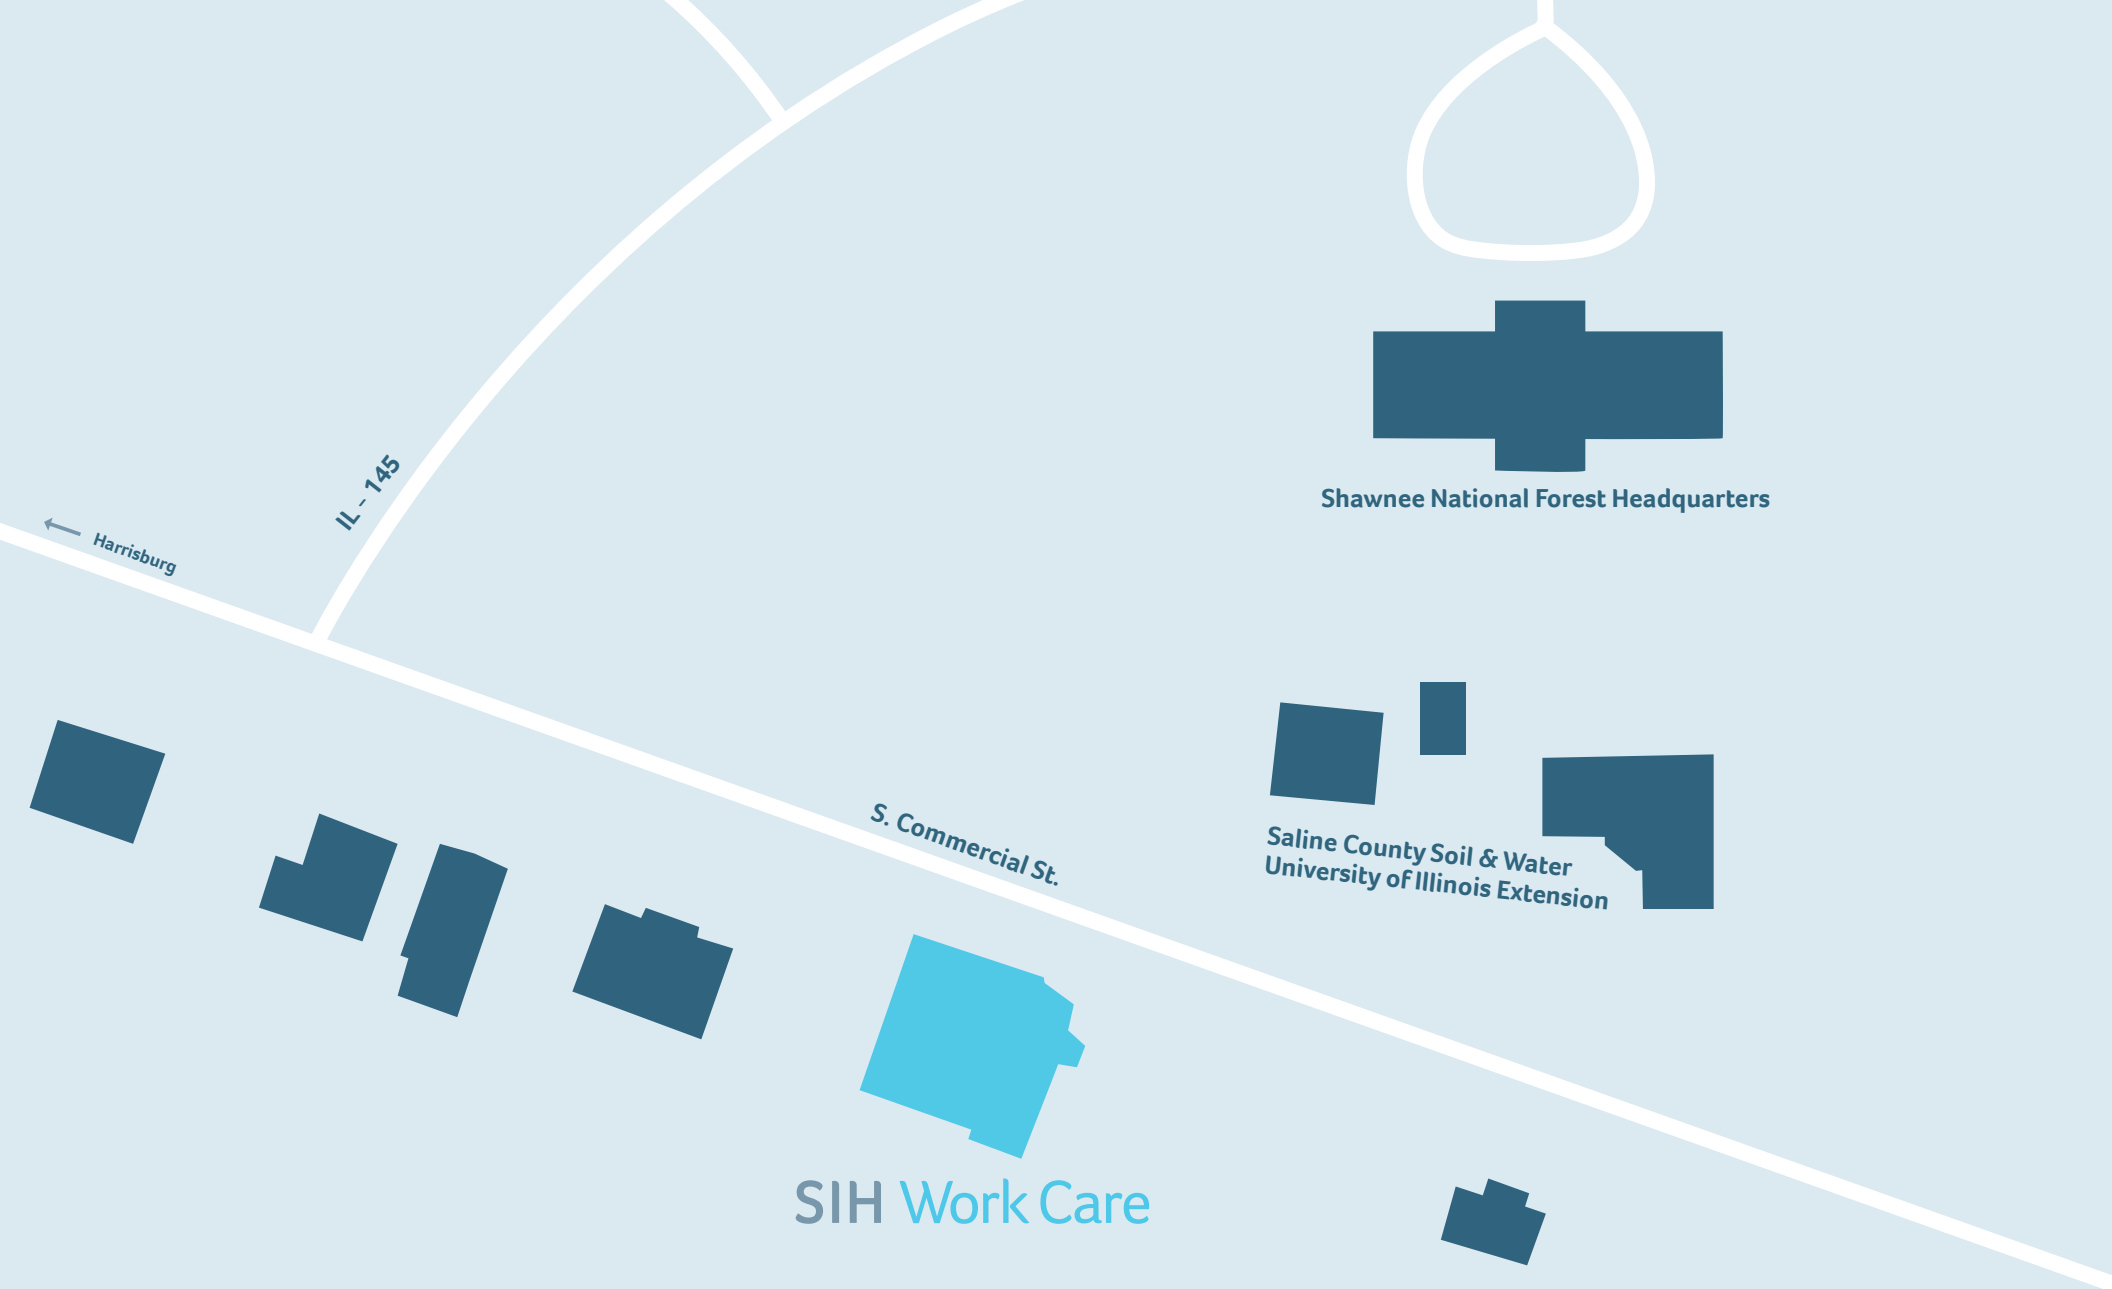 IL - 145
Shawnee National Forest Headquarters
Harrisburg
S. Commercial St.
Saline County Soil & Water
University of Illinois Extension
SIH Work Care